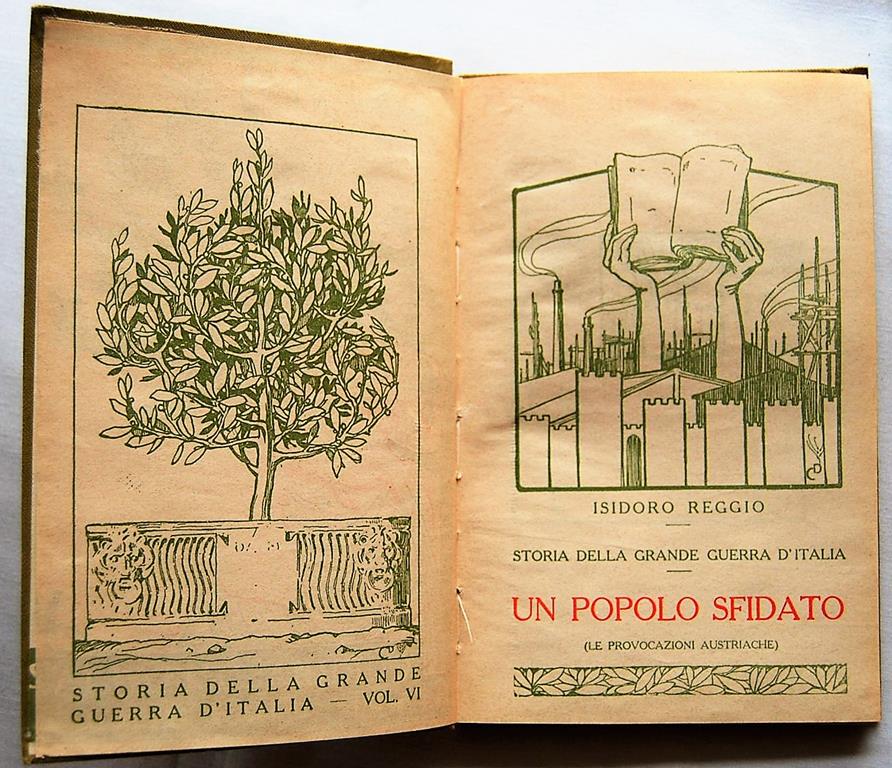 STORIA DELLA GRANDE
GUERRA D'ITALIA — VOL. VI
ISIDORO REGGIO
STORIA DELLA GRANDE GUERRA D'ITALIA
UN POPOLO SFIDATO
(LE PROVOCAZIONI AUSTRIACHE)